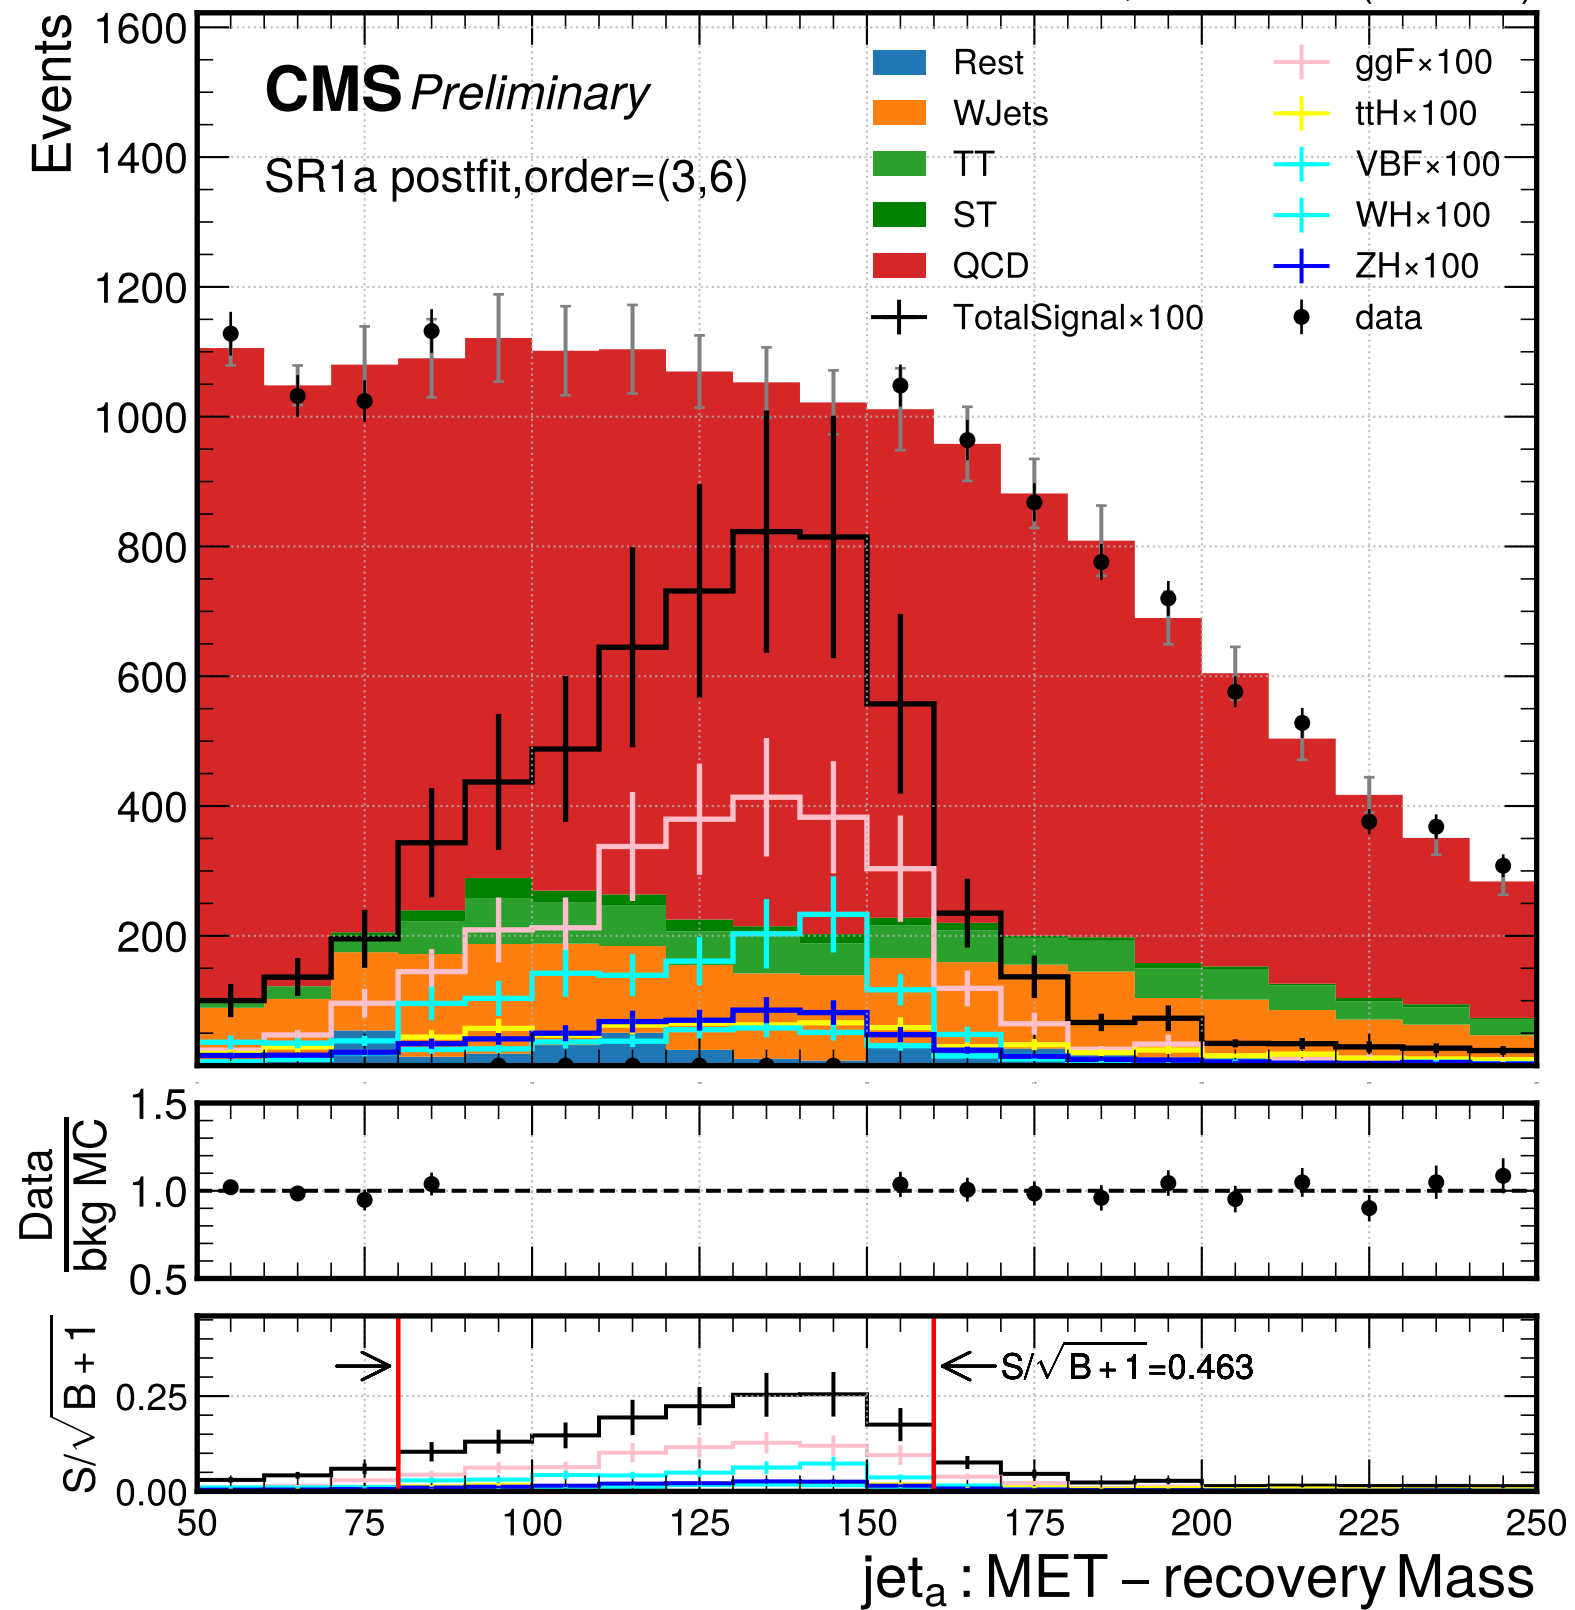 Events
1600
1400
1200
1000
800
600
400
200
CMS Preliminary
SR1a postfit,order=(3,6)
Rest
WJets
TT
ST
QCD
TotalSignal×100
ggF×100
ttH×100
VBF×100
WH×100
ZH×100
data
Data
bkg MC
1.5
1.0
0.5
S/√B + 1
0.25
0.00
S/√B + 1=0.463
50 75 100 125 150 175 200 225 250
jet_a : MET – recovery Mass